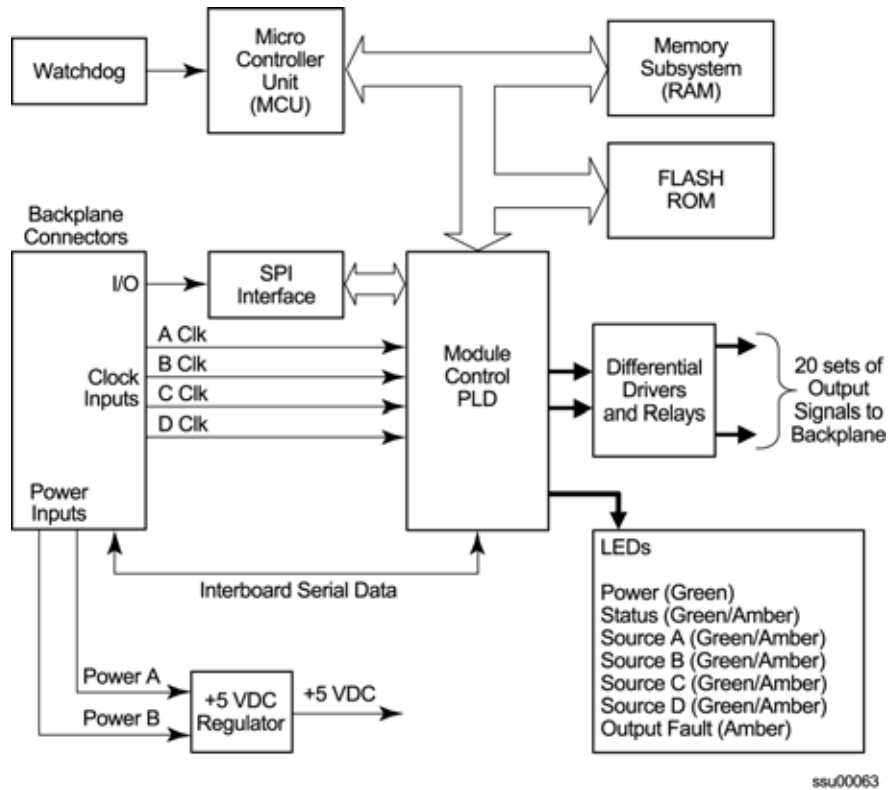 Watchdog
Micro
Controller
Unit
(MCU)
Memory
Subsystem
(RAM)
FLASH
ROM
Backplane
Connectors
I/O
SPI
Interface
A Clk
B Clk
C Clk
D Clk
Clock
Inputs
Power
Inputs
Module
Control
PLD
Differential
Drivers
and Relays
20 sets of
Output
Signals to
Backplane
Interboard Serial Data
LEDs
Power (Green)
Status (Green/Amber)
Source A (Green/Amber)
Source B (Green/Amber)
Source C (Green/Amber)
Source D (Green/Amber)
Output Fault (Amber)
Power A
Power B
+5 VDC
Regulator
+5 VDC
ssu00063